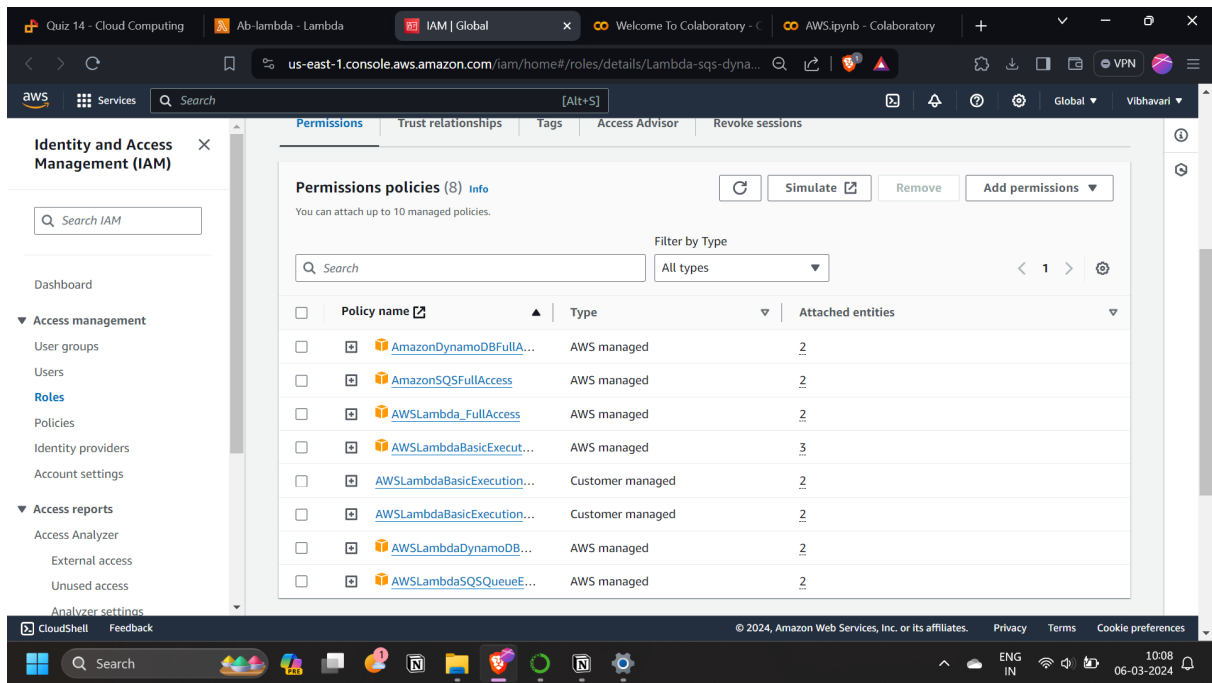 Quiz 14 - Cloud Computing
Ab-lambda - Lambda
IAM | Global
Welcome To Colaboratory - C
AWS.ipynb - Colaboratory
us-east-1.console.aws.amazon.com/iam/home#/roles/details/Lambda-sqs-dyna...
1
VPN
aws
Services
Search
[Alt+S]
Global
Vibhavari
Identity and Access
Management (IAM)
Search IAM
Dashboard
Access management
User groups
Users
Roles
Policies
Identity providers
Account settings
Access reports
Access Analyzer
External access
Unused access
Analyzer settings
Permissions Trust relationships Tags Access Advisor Revoke sessions
Permissions policies (8) Info
You can attach up to 10 managed policies.
Simulate
Remove
Add permissions
Filter by Type
Search
All types
1
Policy name Type Attached entities
AmazonDynamoDBFullA... AWS managed 2
AmazonSQSFullAccess AWS managed 2
AWSLambda_FullAccess AWS managed 2
AWSLambdaBasicExecut... AWS managed 3
AWSLambdaBasicExecution... Customer managed 2
AWSLambdaBasicExecution... Customer managed 2
AWSLambdaDynamoDB... AWS managed 2
AWSLambdaSQSQueueE... AWS managed 2
CloudShell Feedback
© 2024, Amazon Web Services, Inc. or its affiliates. Privacy Terms Cookie preferences
Search
PRE
1
ENG
IN
10:08
06-03-2024